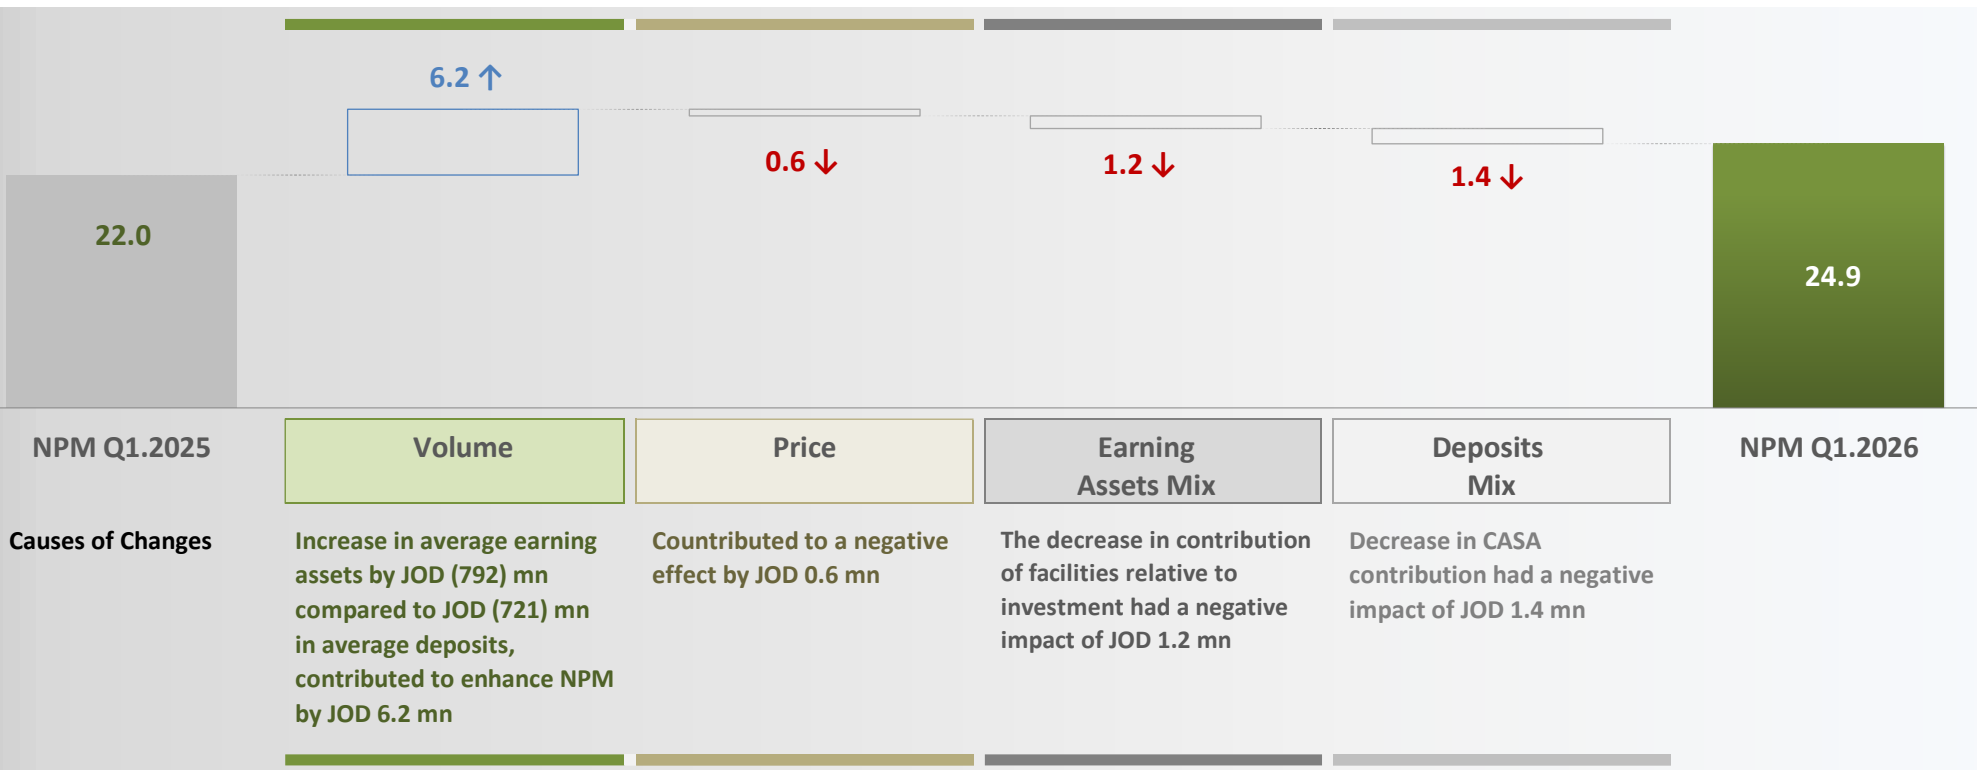 6.2 ↑
0.6 ↓
1.2 ↓
1.4 ↓
22.0
24.9
NPM Q1.2025
Volume
Price
Earning
Assets Mix
Deposits
Mix
NPM Q1.2026
Causes of Changes
Increase in average earning
assets by JOD (792) mn
compared to JOD (721) mn
in average deposits,
contributed to enhance NPM
by JOD 6.2 mn
Countributed to a negative
effect by JOD 0.6 mn
The decrease in contribution
of facilities relative to
investment had a negative
impact of JOD 1.2 mn
Decrease in CASA
contribution had a negative
impact of JOD 1.4 mn